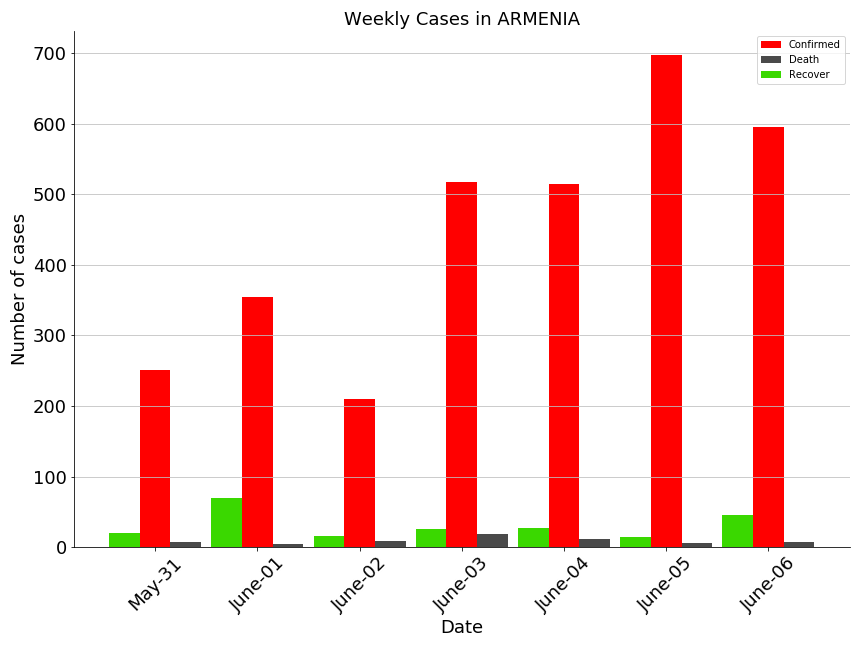 Weekly Cases in ARMENIA
Confirmed
Death
Recover
Number of cases
700
600
500
400
300
200
100
0
May-31
June-01
June-02
June-03
June-04
June-05
June-06
Date